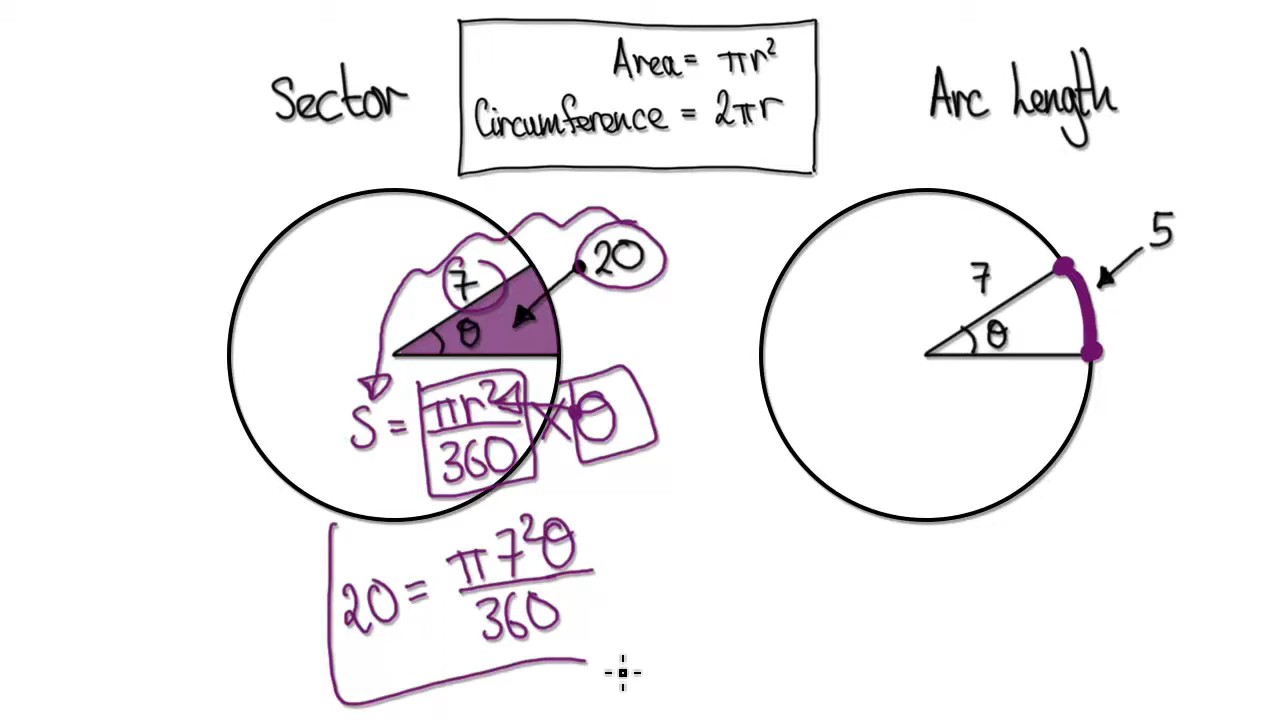 Sector
Area = πr²
Circumference = 2πr
Arc Length
7
20
θ
S = πr²/360 × θ
20 = π7²θ/360
5
7
θ